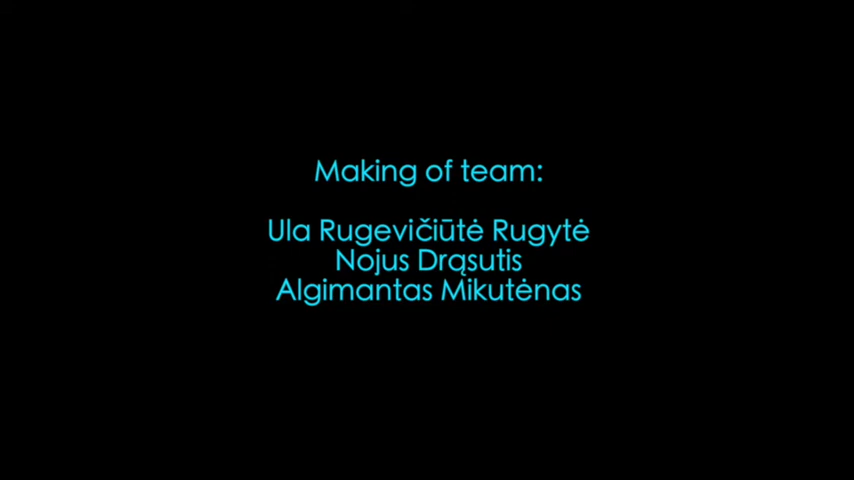 Making of team:
Ula Rugevičiūtė Rugytė
Nojus Drąsutis
Algimantas Mikutėnas